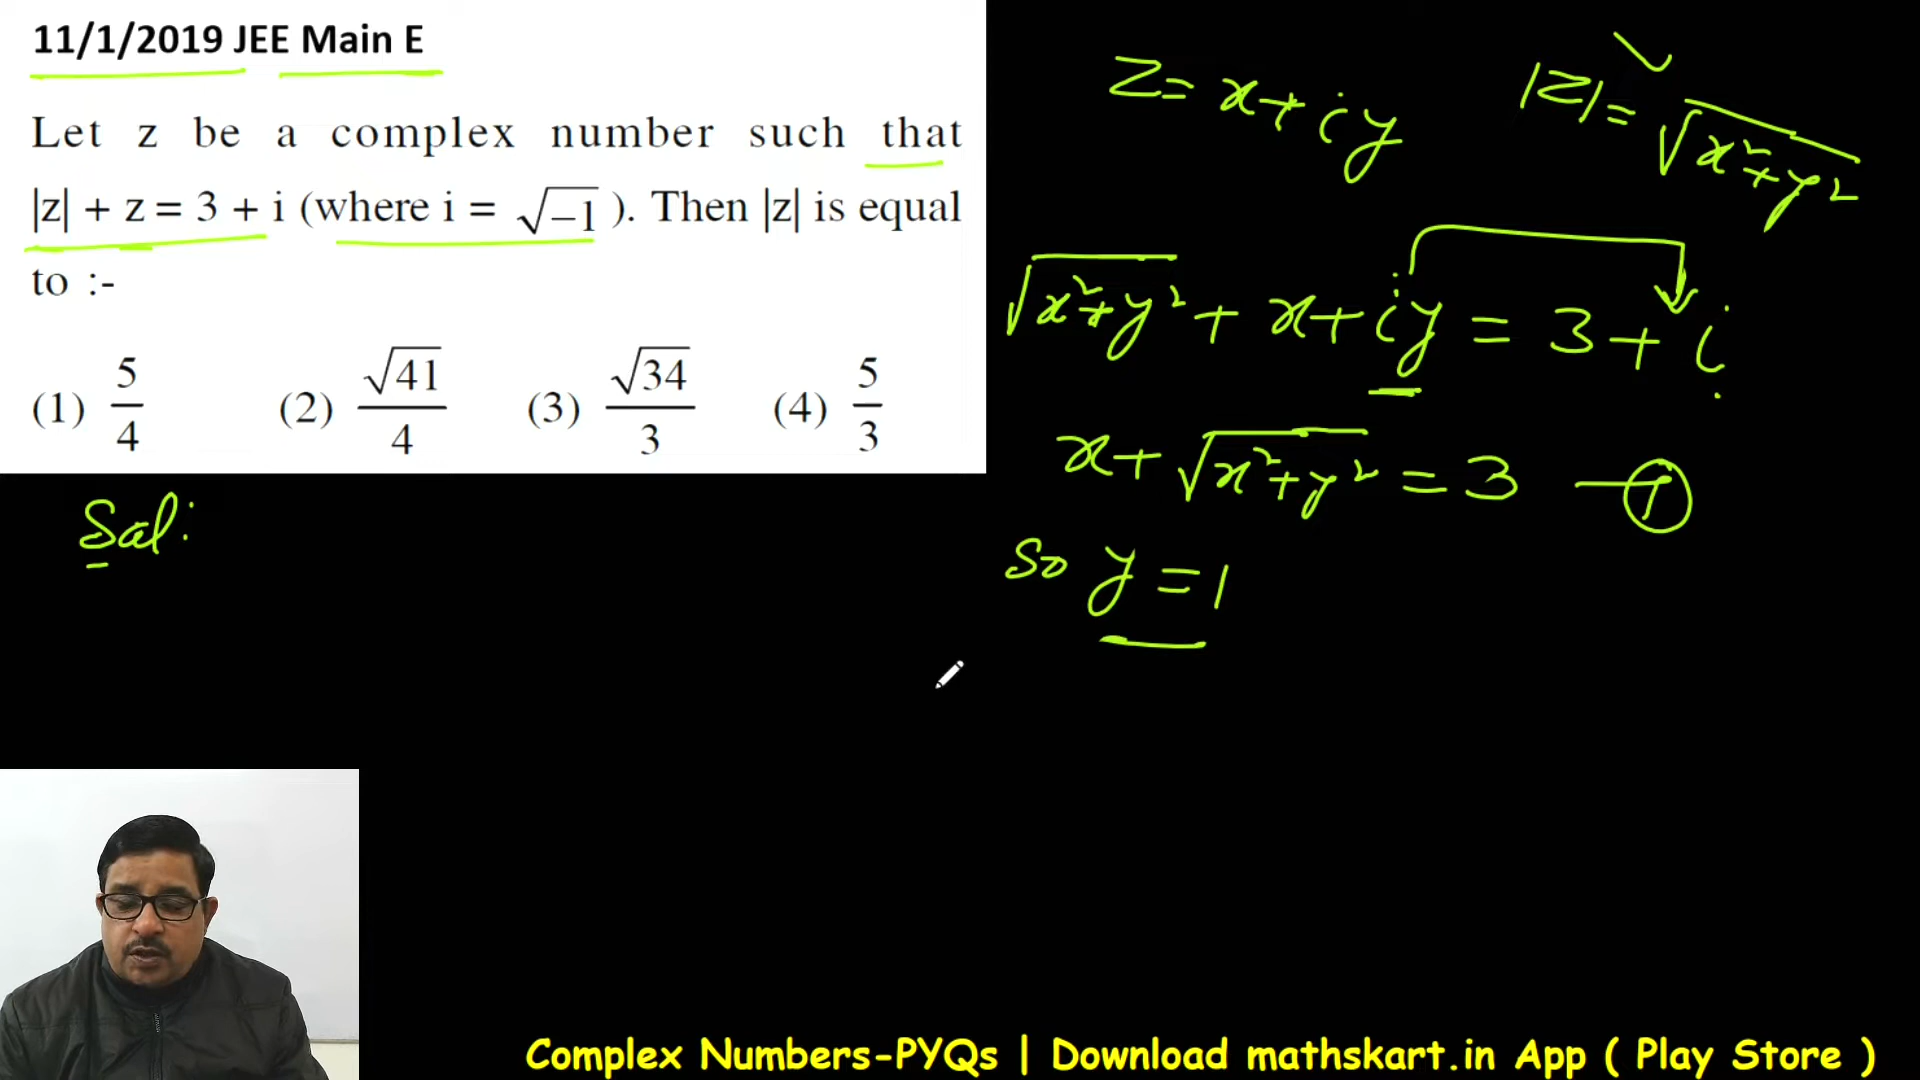 11/1/2019 JEE Main E
Let z be a complex number such that
|z| + z = 3 + i (where i = √−1 ). Then |z| is equal
to :-
(1) 5/4 (2) √41/4 (3) √34/3 (4) 5/3
Sol:
z = x + iy |z| = √x²+y²
√x²+y² + x + iy = 3 + i
x + √x²+y² = 3 — 1
So y = 1
Complex Numbers-PYQs | Download mathskart.in App ( Play Store )